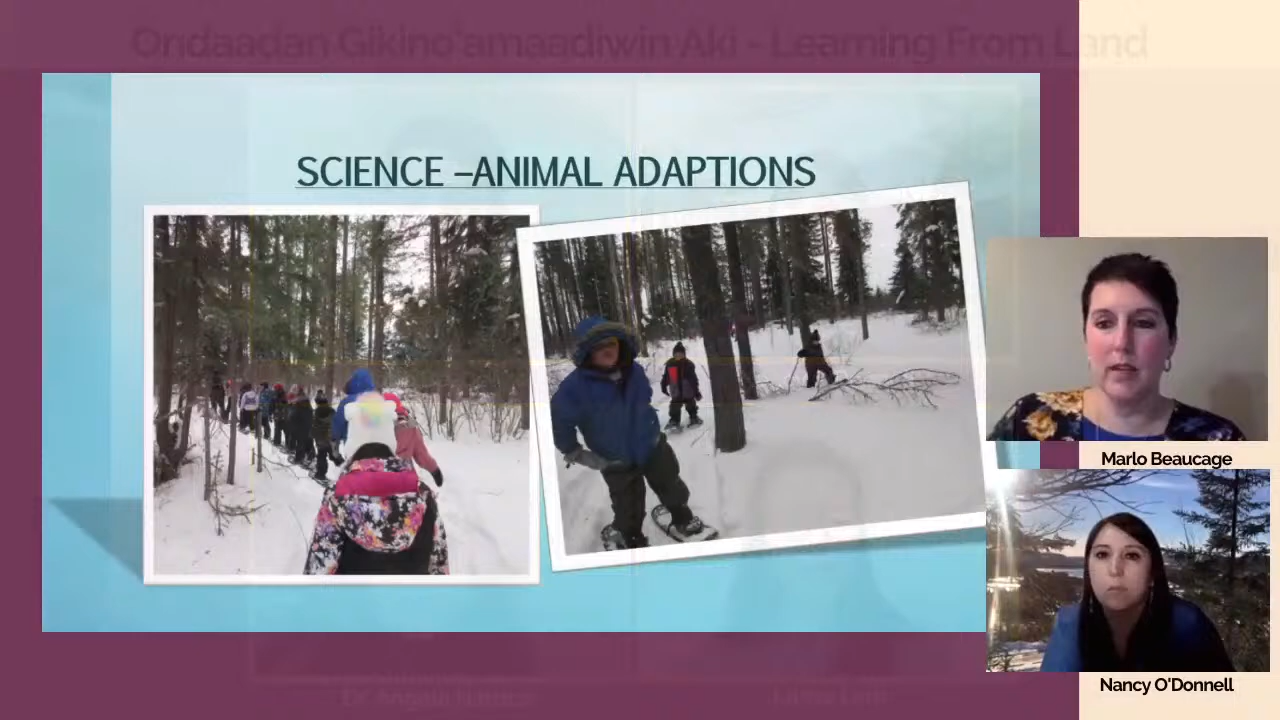 Ondaadan Gikino'amaadiwin Aki - Learning From Land
SCIENCE –ANIMAL ADAPTIONS
Marlo Beaucage
Nancy O'Donnell